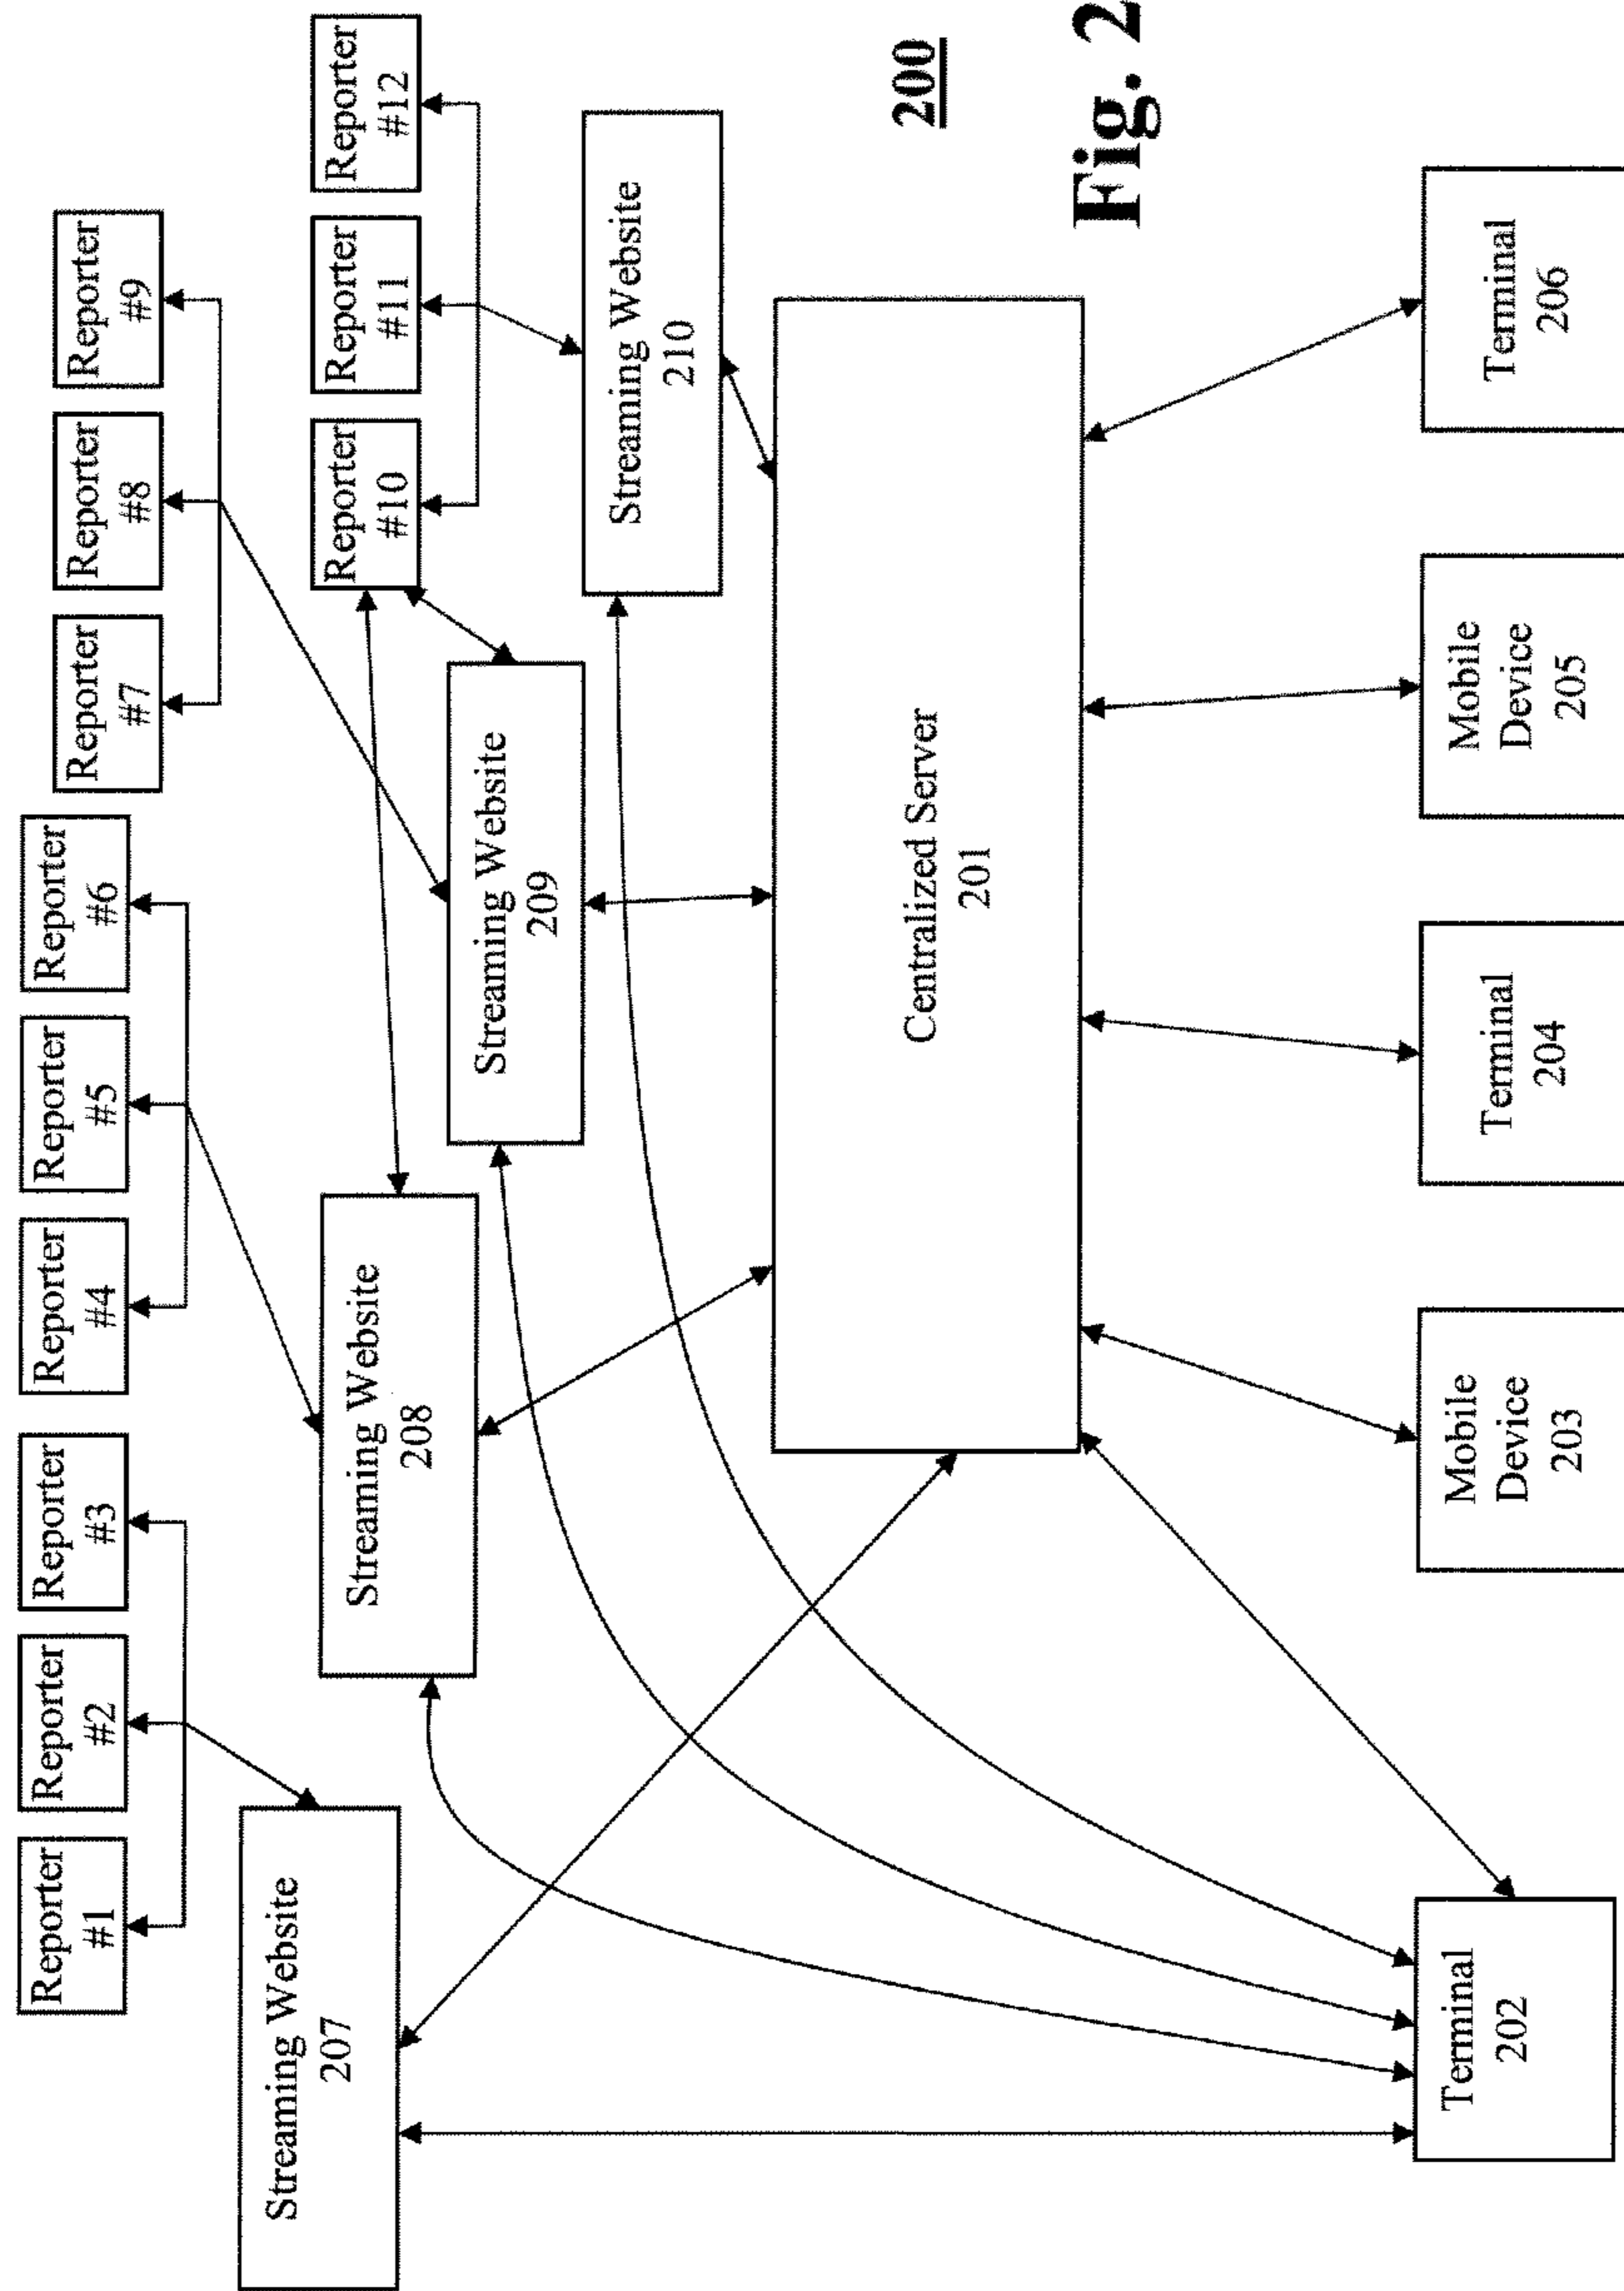 Reporter
#1
Reporter
#2
Reporter
#3
Reporter
#4
Reporter
#5
Reporter
#6
Reporter
#7
Reporter
#8
Reporter
#9
Reporter
#10
Reporter
#11
Reporter
#12
Streaming Website
207
Streaming Website
208
Streaming Website
209
Streaming Website
210
200
Centralized Server
201
Fig. 2
Terminal
202
Mobile
Device
203
Terminal
204
Mobile
Device
205
Terminal
206